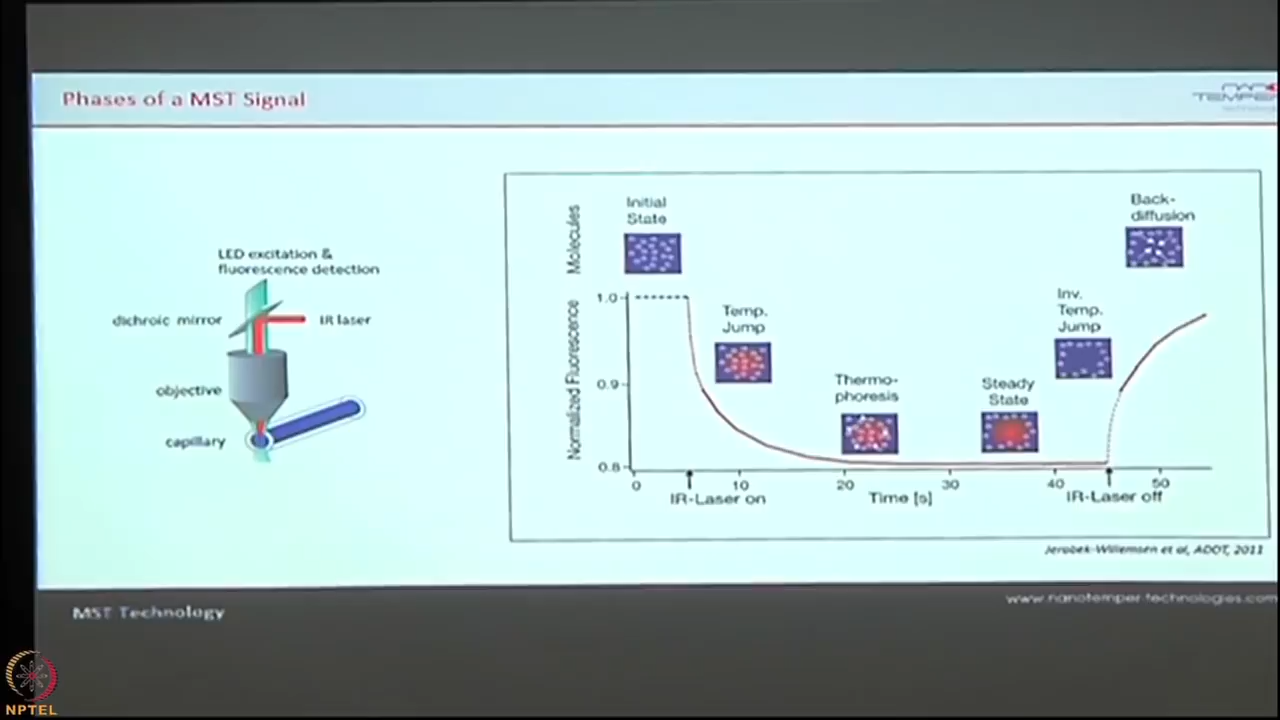 Phases of a MST Signal
NANO
TEMPER
LED excitation &
fluorescence detection
dichroic mirror
IR laser
objective
capillary
Molecules
Normalized Fluorescence
Initial
State
Temp.
Jump
Thermo-
phoresis
Steady
State
Inv.
Temp.
Jump
Back-
diffusion
1.0
0.9
0.8
0
10
20
30
40
50
IR-Laser on
Time [s]
IR-Laser off
Jerabek-Willemsen et al, ADDT, 2011
MST Technology
www.nanotemper-technologies.com
NPTEL